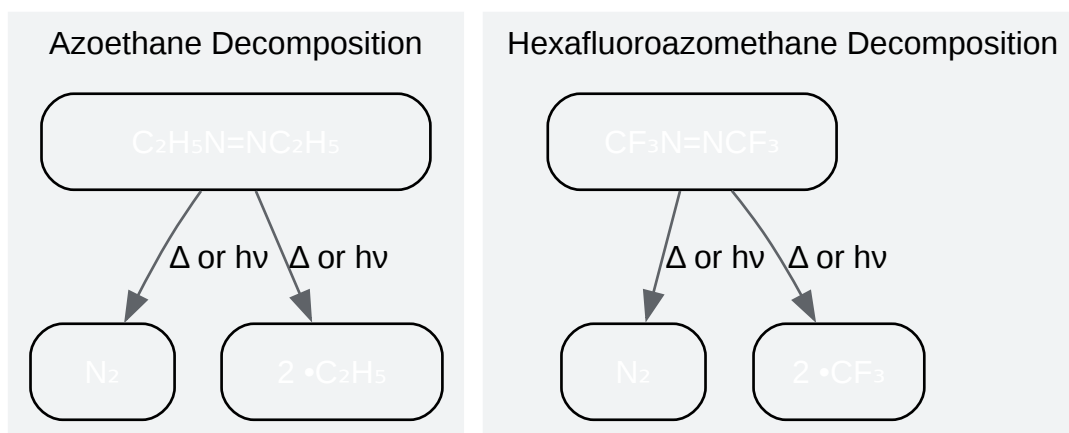 Azoethane Decomposition
C₂H₅N=NC₂H₅
Δ or hν
Δ or hν
N₂
2 •C₂H₅
Hexafluoroazomethane Decomposition
CF₃N=NCF₃
Δ or hν
Δ or hν
N₂
2 •CF₃